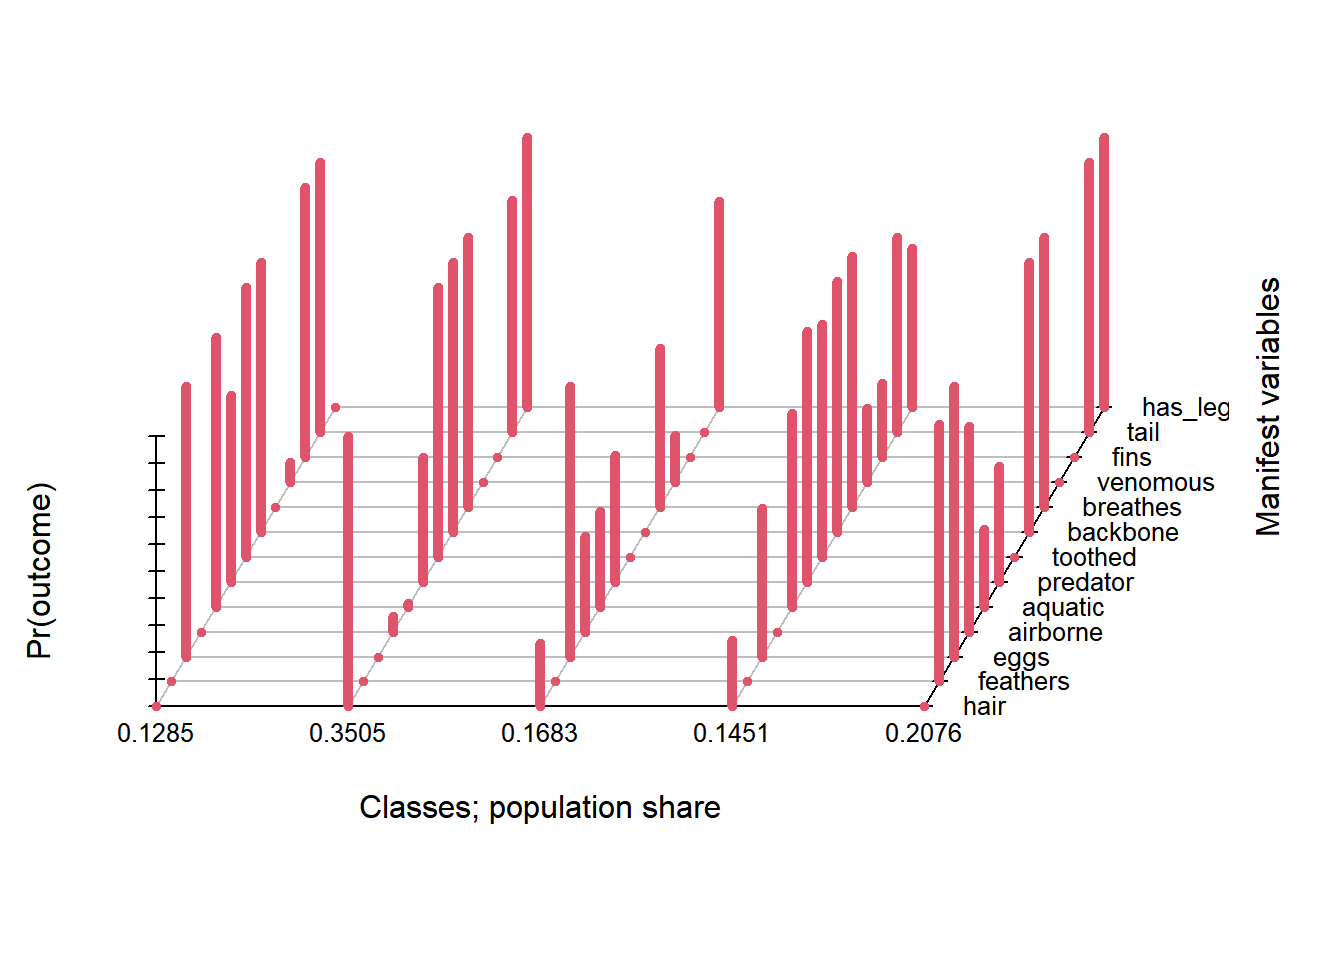 has_leg
tail
fins
venomous
breathes
backbone
toothed
predator
aquatic
airborne
eggs
feathers
hair
Manifest variables
Pr(outcome)
0.1285 0.3505 0.1683 0.1451 0.2076
Classes; population share